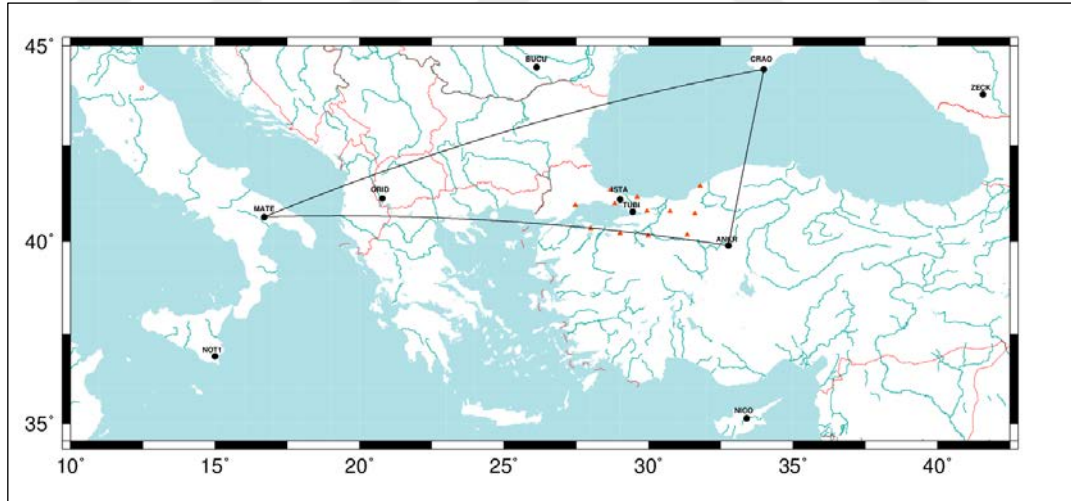 45°
BUCU
CRAO
ZECK
ORID
ISTA
MATE
TUBI
40°
ANKR
NOT1
NICO
35°
10°
15°
20°
25°
30°
35°
40°